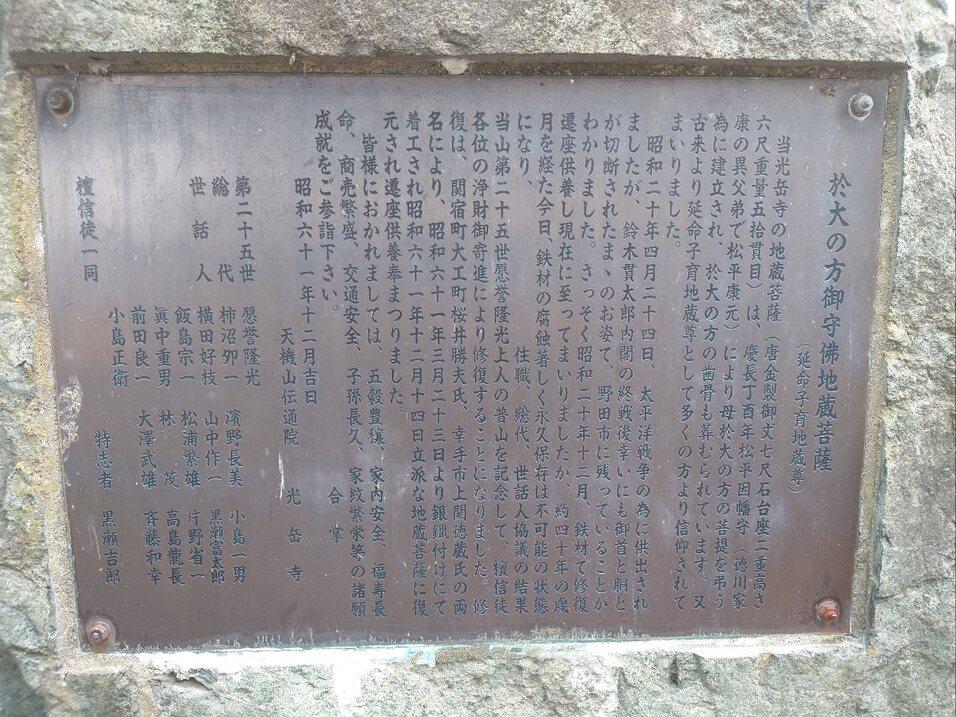 於大の方御守佛地蔵菩薩
（延命子育地蔵尊）
当光岳寺の地蔵菩薩（唐金製御丈七尺石台座二重高さ
六尺重量五拾貫目）は、慶長丁酉年松平因幡守（徳川家
康の異父弟で松平康元）により母於大の方の菩提を弔う
為に建立され、於大の方の歯骨も葬むられています。又
古来より延命子育地蔵尊として多くの方より信仰されて
まいりました。
昭和二十年四月二十四日、太平洋戦争の為に供出され
ましたが、鈴木貫太郎内閣の終戦後幸いにも御首と胴と
が切断されたまゝのお姿て、野田市に残っていることが
わかりました。さっそく昭和二十年十二月、鉄材で修復
遷座供養し現在に至ってまいりましたが、約四十年の歳
月を経た今日、鉄材の腐蝕著しく永久保存は不可能の状態
になり、住職、総代、世話人協議の結果
当山第二十五世愿誉隆光上人の普山を記念して、檀信徒
各位の浄財御寄進により修復することになりました。修
復は、関宿町大工町桜井勝夫氏、幸手市上関徳蔵氏の両
名により、昭和六十一年三月二十三日より銀鑞付けにて
着工され昭和六十一年十二月十四日立派な地蔵菩薩に復
元され遷座供養奉まつりました。
皆様におかれましては、五穀豊穣、家内安全、福寿長
命、商売繁盛、交通安全、子孫長久、家紋繁栄等の諸願
成就をご参詣下さい。合掌
昭和六十一年十二月吉日
天機山伝通院 光岳寺
第二十五世 愿誉隆光 濱野長美 小島一男
総代 柿沼夘一 山中作一 黒瀬富太郎
世話人 横田好枝 松浦繁雄 片野省一
飯島宗一 林茂 高島龍長
眞中重男 大澤武雄 斉藤和幸
前田良一
小島正衛 特志者 黒瀬吉郎
檀信徒一同